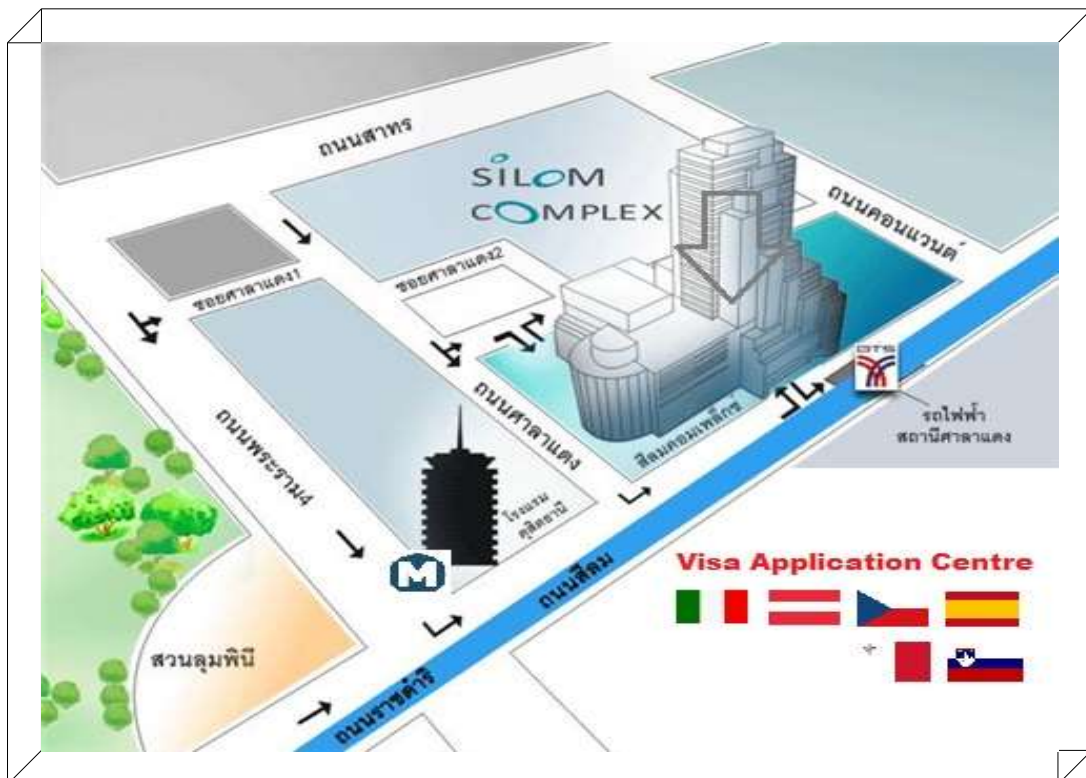 ถนนสาทร
SILOM
COMPLEX
ถนนคอนแวนต์
ซอยศาลาแดง1
ซอยศาลาแดง2
BTS
รถไฟฟ้า
สถานีศาลาแดง
ถนนศาลาแดง
สีลมคอมเพล็กซ์
ถนนพระราม4
โรงแรม
ดุสิตธานี
M
ถนนสีลม
Visa Application Centre
สวนลุมพินี
ถนนราชดำริ